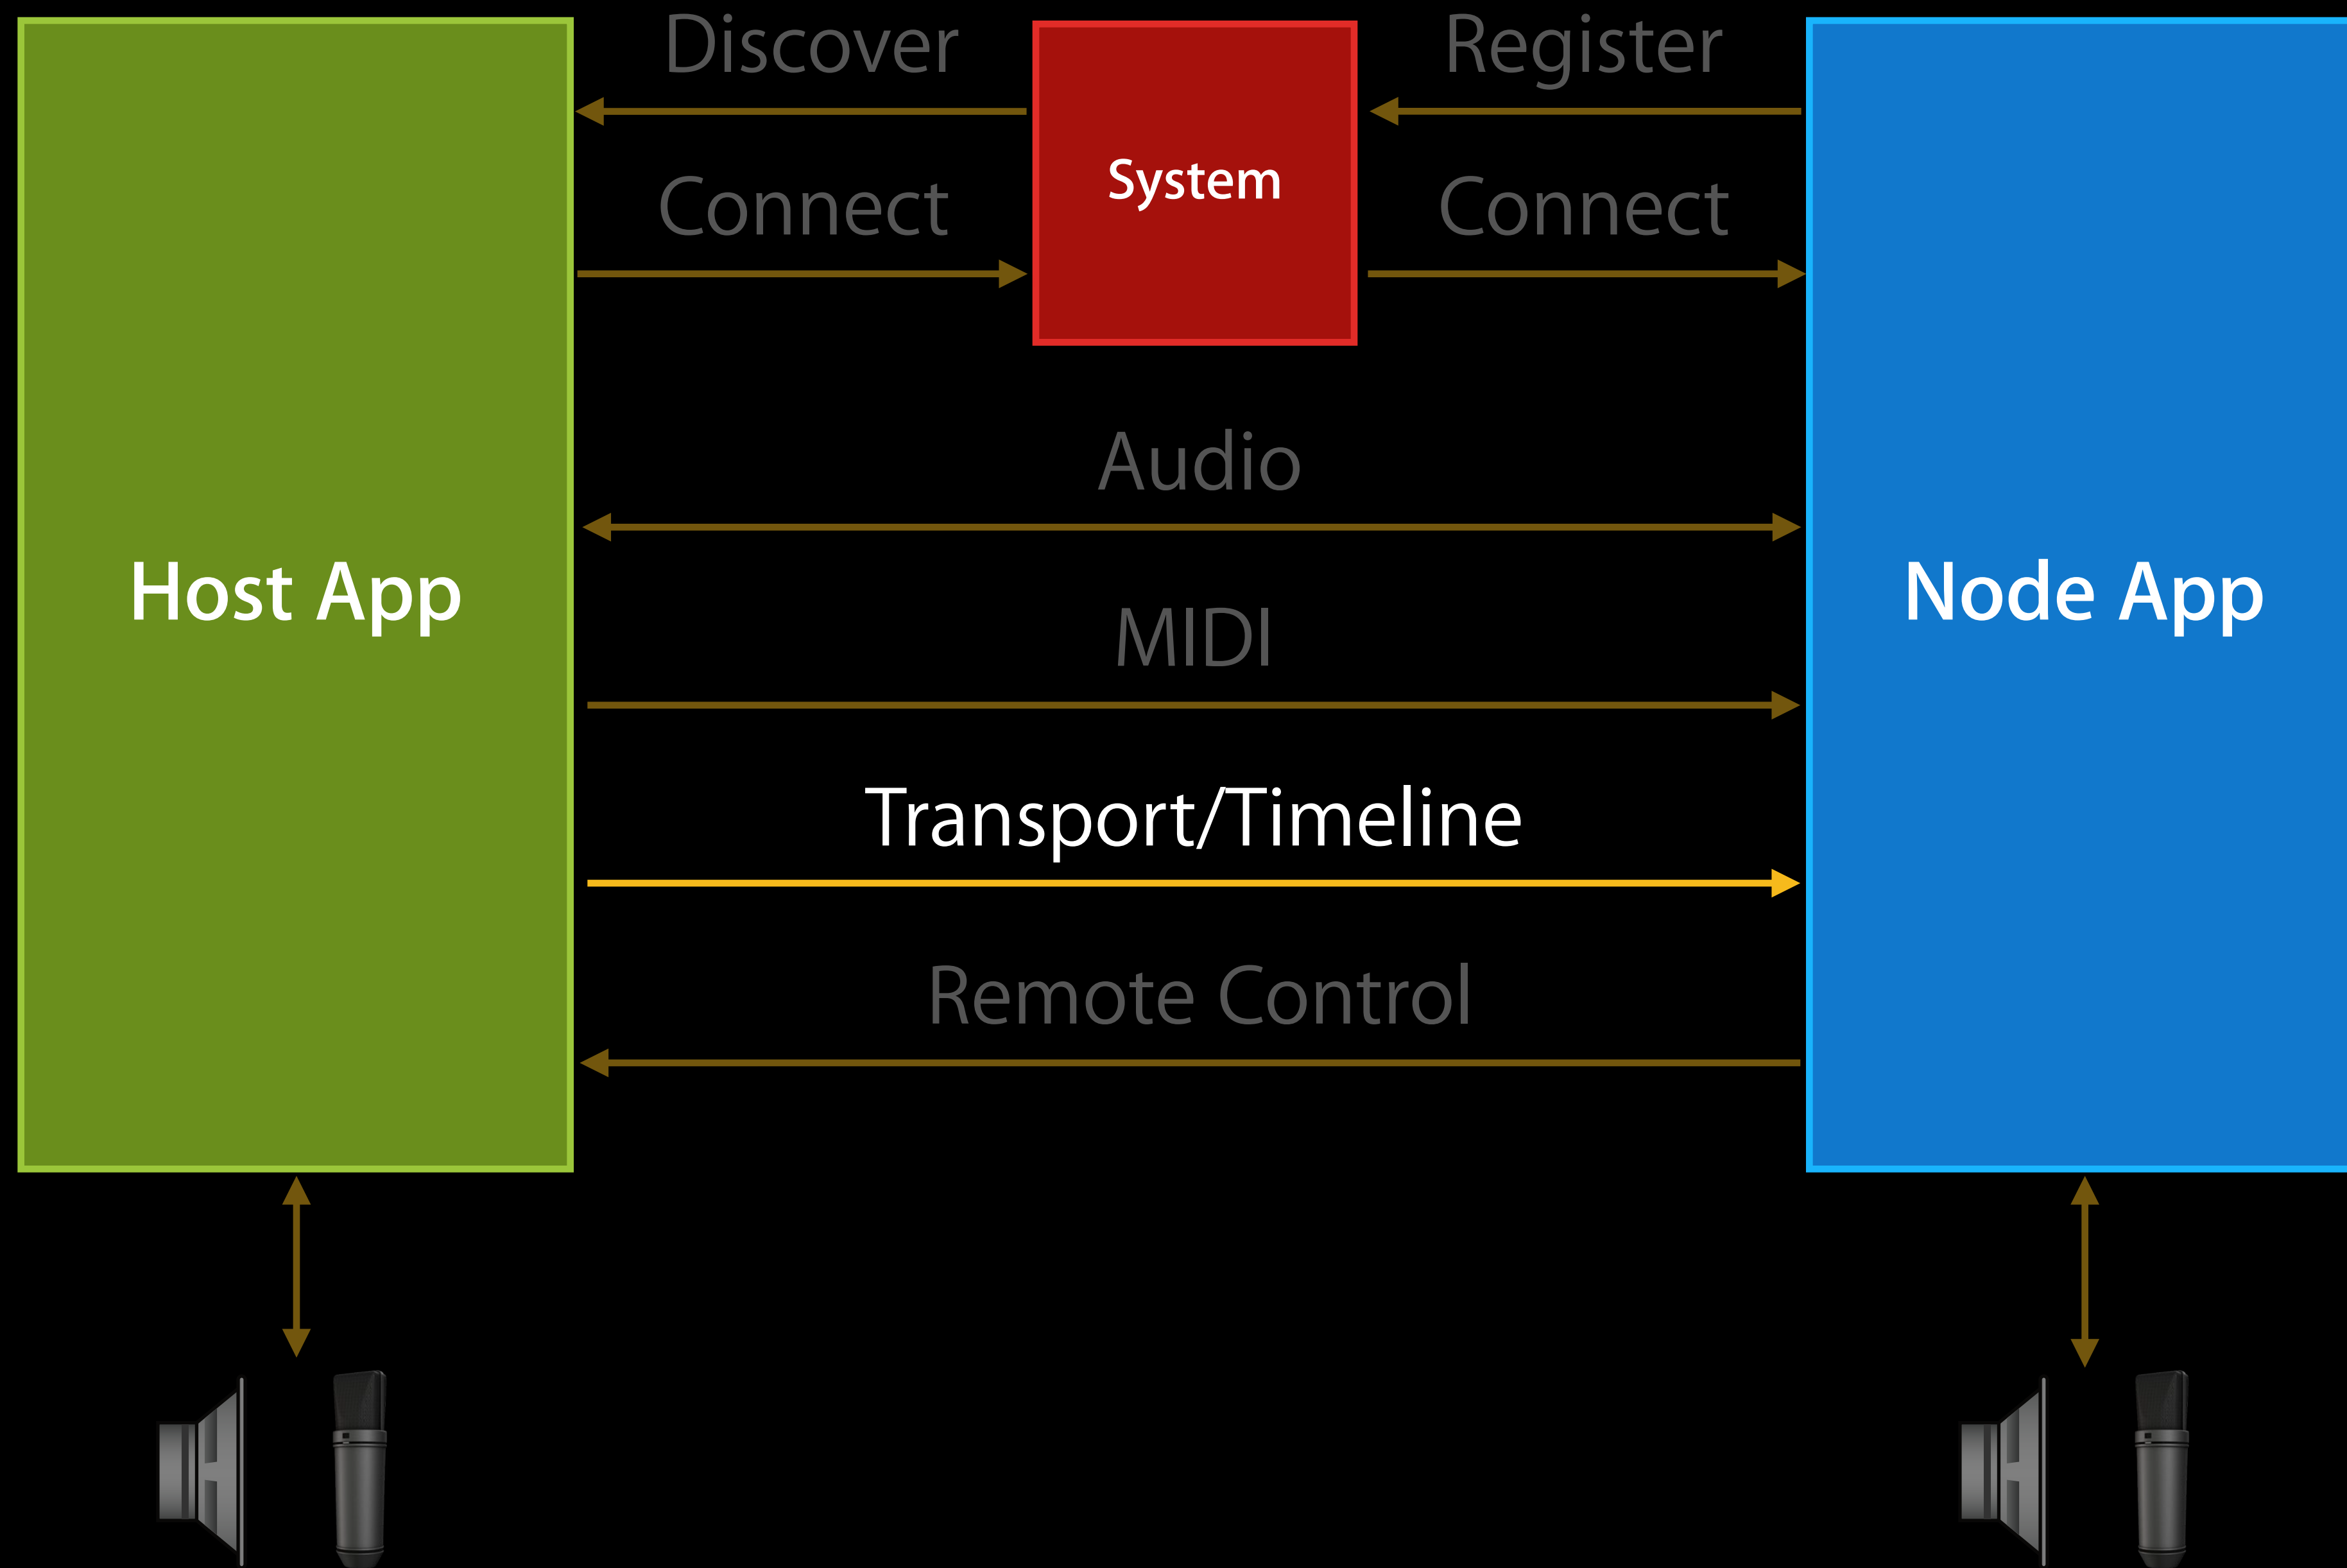 Discover
Register
System
Connect
Connect
Audio
Host App
Node App
MIDI
Transport/Timeline
Remote Control